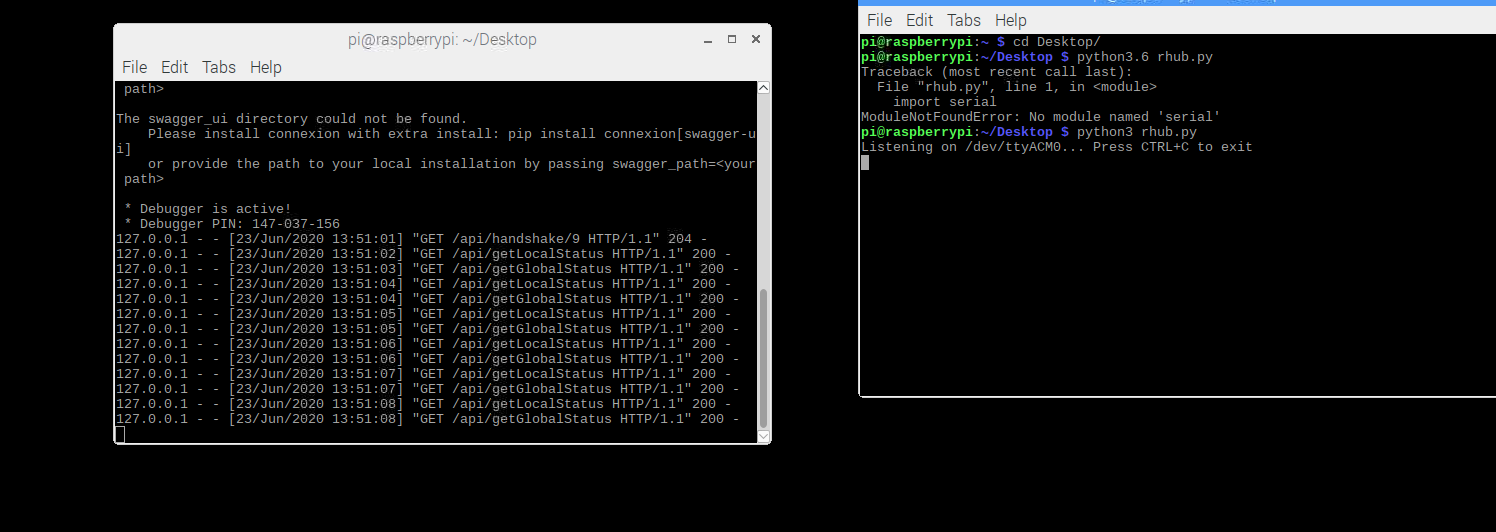 pi@raspberrypi: ~/Desktop
File Edit Tabs Help
path>
The swagger_ui directory could not be found.
Please install connexion with extra install: pip install connexion[swagger-u
i]
or provide the path to your local installation by passing swagger_path=<your
path>
* Debugger is active!
* Debugger PIN: 147-037-156
127.0.0.1 - - [23/Jun/2020 13:51:01] "GET /api/handshake/9 HTTP/1.1" 204 -
127.0.0.1 - - [23/Jun/2020 13:51:02] "GET /api/getLocalStatus HTTP/1.1" 200 -
127.0.0.1 - - [23/Jun/2020 13:51:03] "GET /api/getGlobalStatus HTTP/1.1" 200 -
127.0.0.1 - - [23/Jun/2020 13:51:04] "GET /api/getLocalStatus HTTP/1.1" 200 -
127.0.0.1 - - [23/Jun/2020 13:51:04] "GET /api/getGlobalStatus HTTP/1.1" 200 -
127.0.0.1 - - [23/Jun/2020 13:51:05] "GET /api/getLocalStatus HTTP/1.1" 200 -
127.0.0.1 - - [23/Jun/2020 13:51:05] "GET /api/getGlobalStatus HTTP/1.1" 200 -
127.0.0.1 - - [23/Jun/2020 13:51:06] "GET /api/getLocalStatus HTTP/1.1" 200 -
127.0.0.1 - - [23/Jun/2020 13:51:06] "GET /api/getGlobalStatus HTTP/1.1" 200 -
127.0.0.1 - - [23/Jun/2020 13:51:07] "GET /api/getLocalStatus HTTP/1.1" 200 -
127.0.0.1 - - [23/Jun/2020 13:51:07] "GET /api/getGlobalStatus HTTP/1.1" 200 -
127.0.0.1 - - [23/Jun/2020 13:51:08] "GET /api/getLocalStatus HTTP/1.1" 200 -
127.0.0.1 - - [23/Jun/2020 13:51:08] "GET /api/getGlobalStatus HTTP/1.1" 200 -
File Edit Tabs Help
pi@raspberrypi:~ $ cd Desktop/
pi@raspberrypi:~/Desktop $ python3.6 rhub.py
Traceback (most recent call last):
File "rhub.py", line 1, in <module>
import serial
ModuleNotFoundError: No module named 'serial'
pi@raspberrypi:~/Desktop $ python3 rhub.py
Listening on /dev/ttyACM0... Press CTRL+C to exit